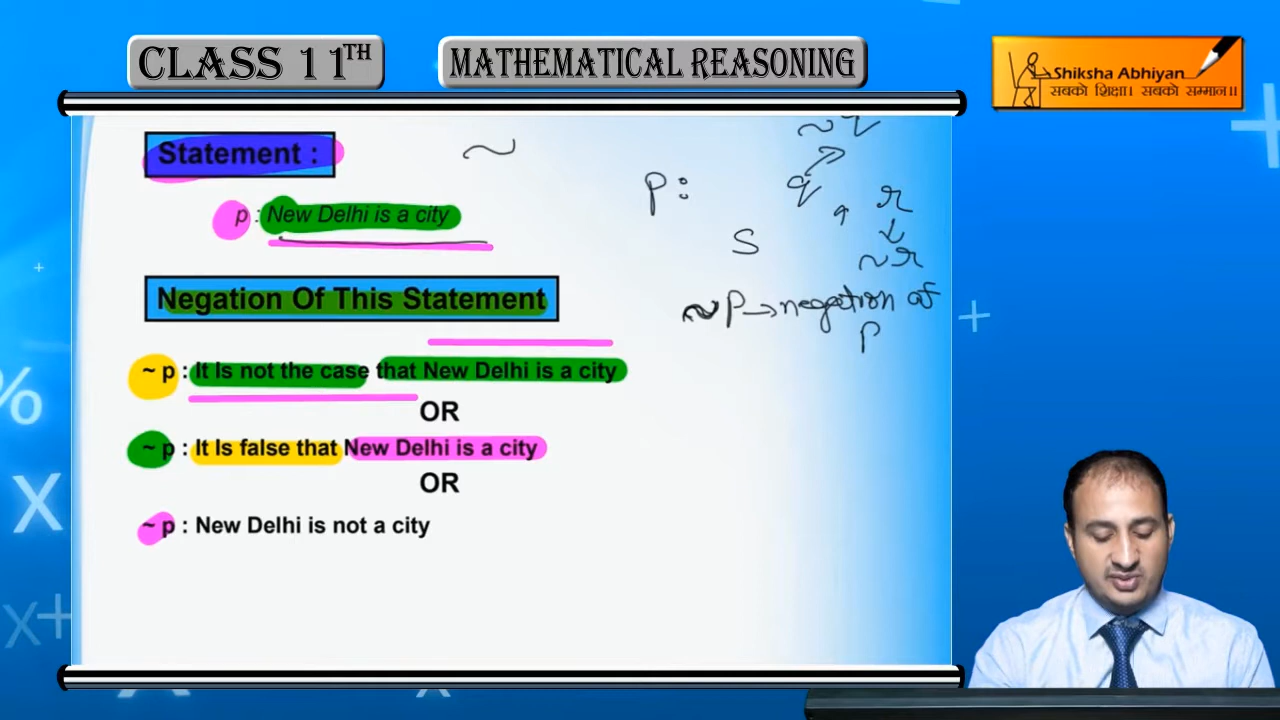 CLASS 11TH
MATHEMATICAL REASONING
Shiksha Abhiyan
सबको शिक्षा। सबको सम्मान॥
Statement :
~
~q
p :
q
r
p : New Delhi is a city
S
~r
Negation Of This Statement
~p → negation of
p
~ p : It Is not the case that New Delhi is a city
OR
~ p : It Is false that New Delhi is a city
OR
~ p : New Delhi is not a city
%
X
x+